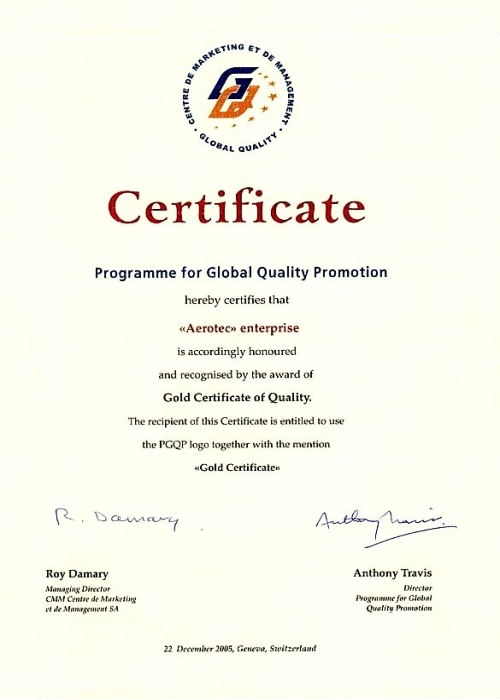 CENTRE DE MARKETING ET DE MANAGEMENT
• GLOBAL QUALITY •
Certificate
Programme for Global Quality Promotion
hereby certifies that
«Aerotec» enterprise
is accordingly honoured
and recognised by the award of
Gold Certificate of Quality.
The recipient of this Certificate is entitled to use
the PGQP logo together with the mention
«Gold Certificate»
R. Damary
Anthony Travis
Roy Damary
Managing Director
CMM Centre de Marketing
et de Management SA
Anthony Travis
Director
Programme for Global
Quality Promotion
22 December 2005, Geneva, Switzerland